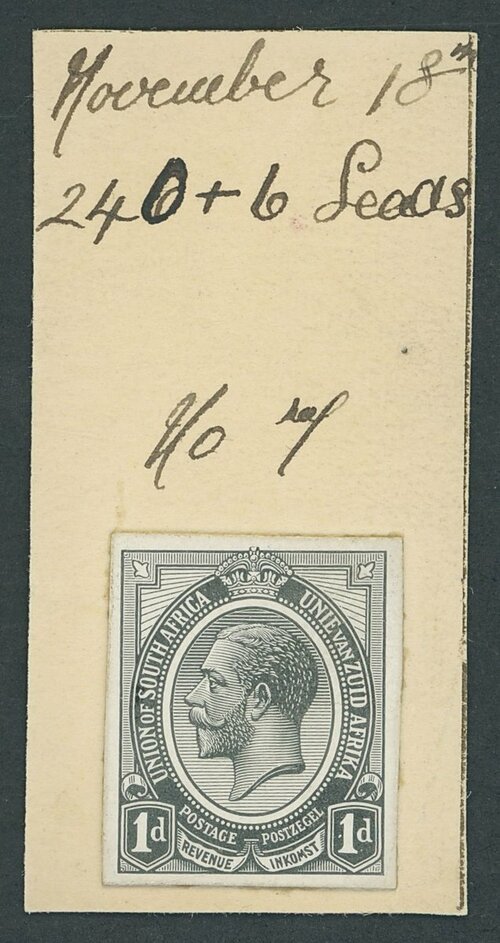 November 18th
240 + 6 Leads
No 7
UNION OF SOUTH AFRICA
UNIE VAN ZUID AFRIKA
POSTAGE POSTZEGEL
REVENUE INKOMST
1d 1d